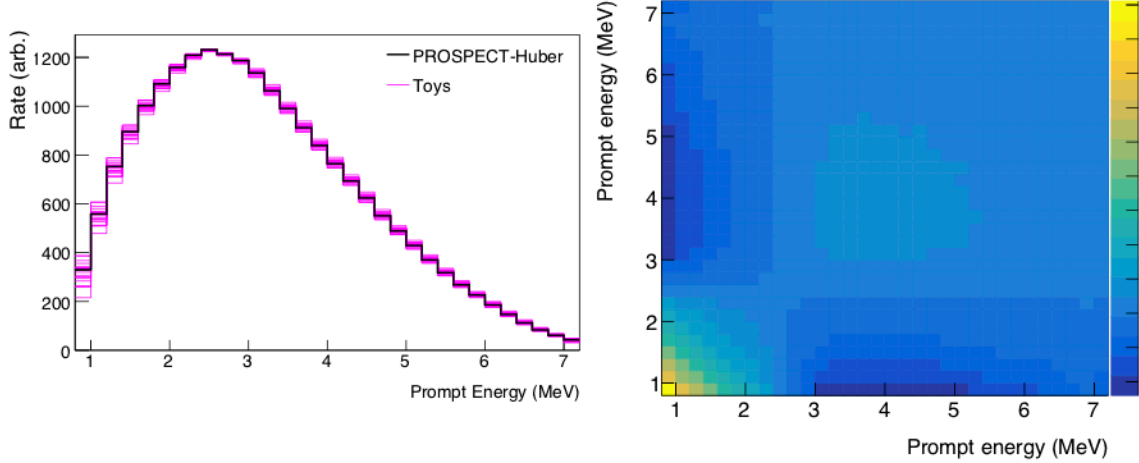 Rate (arb.)
1200
1000
800
600
400
200
0
PROSPECT-Huber
Toys
1 2 3 4 5 6 7
Prompt Energy (MeV)
Prompt energy (MeV)
7
6
5
4
3
2
1
1 2 3 4 5 6 7
Prompt energy (MeV)